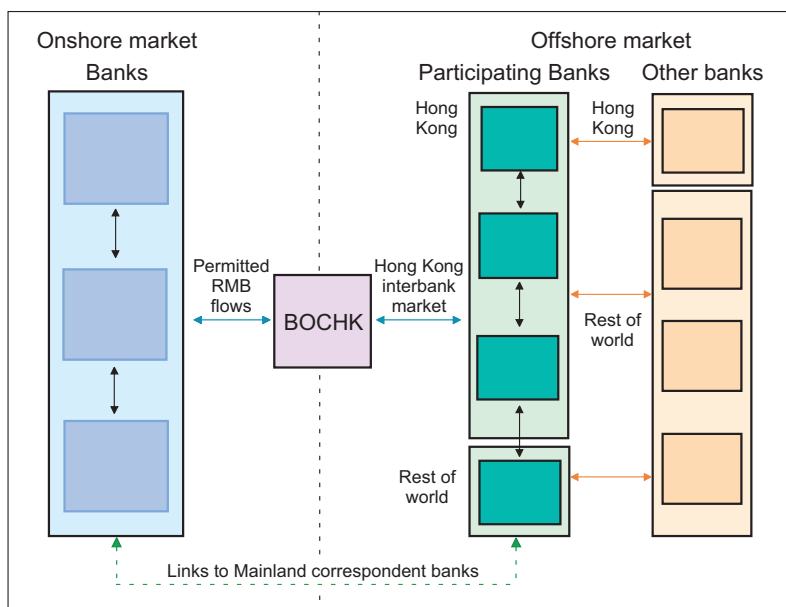 Onshore market
Banks
Offshore market
Participating Banks
Other banks
Hong
Kong
Hong
Kong
Permitted
RMB
flows
BOCHK
Hong Kong
interbank
market
Rest of
world
Rest of
world
Links to Mainland correspondent banks